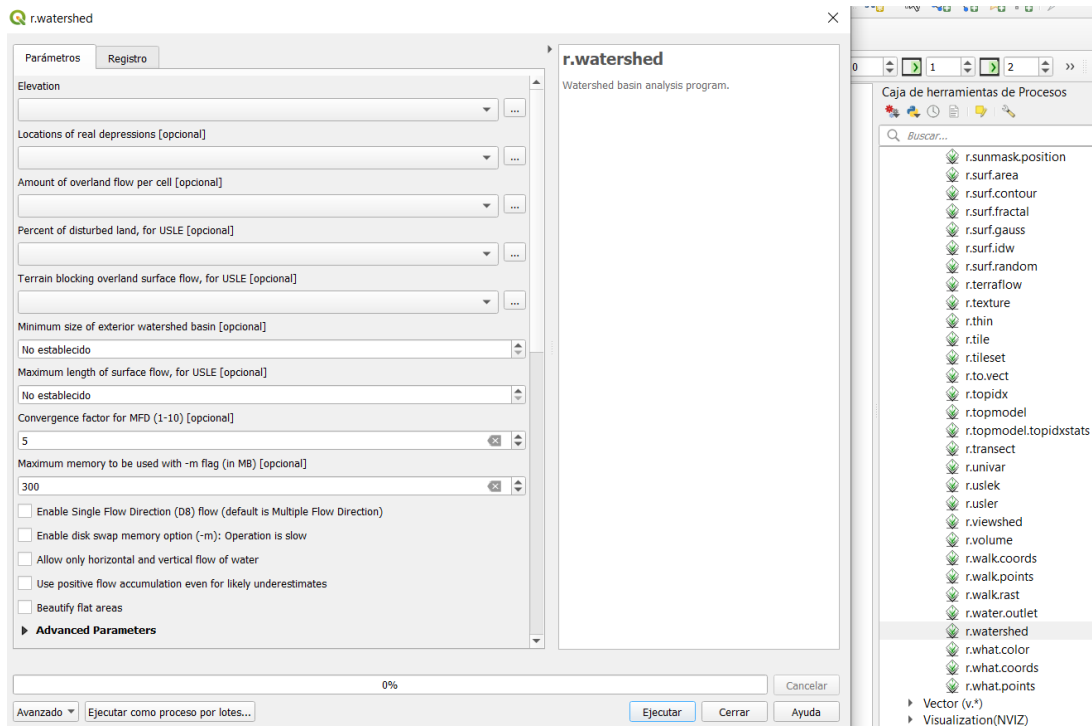 r.watershed
Parámetros
Registro
Elevation
...
Locations of real depressions [opcional]
...
Amount of overland flow per cell [opcional]
...
Percent of disturbed land, for USLE [opcional]
...
Terrain blocking overland surface flow, for USLE [opcional]
...
Minimum size of exterior watershed basin [opcional]
No establecido
Maximum length of surface flow, for USLE [opcional]
No establecido
Convergence factor for MFD (1-10) [opcional]
5
Maximum memory to be used with -m flag (in MB) [opcional]
300
Enable Single Flow Direction (D8) flow (default is Multiple Flow Direction)
Enable disk swap memory option (-m): Operation is slow
Allow only horizontal and vertical flow of water
Use positive flow accumulation even for likely underestimates
Beautify flat areas
Advanced Parameters
0%
Cancelar
Avanzado
Ejecutar como proceso por lotes...
Ejecutar
Cerrar
Ayuda
r.watershed
Watershed basin analysis program.
0
1
2
»
Caja de herramientas de Procesos
Buscar...
r.sunmask.position
r.surf.area
r.surf.contour
r.surf.fractal
r.surf.gauss
r.surf.idw
r.surf.random
r.terraflow
r.texture
r.thin
r.tile
r.tileset
r.to.vect
r.topidx
r.topmodel
r.topmodel.topidxstats
r.transect
r.univar
r.uslek
r.usler
r.viewshed
r.volume
r.walk.coords
r.walk.points
r.walk.rast
r.water.outlet
r.watershed
r.what.color
r.what.coords
r.what.points
Vector (v.*)
Visualization(NVIZ)